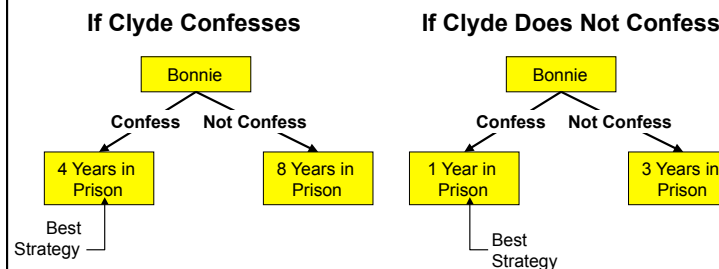 If Clyde Confesses
If Clyde Does Not Confess
Bonnie
Bonnie
Confess Not Confess
Confess Not Confess
4 Years in
Prison
8 Years in
Prison
1 Year in
Prison
3 Years in
Prison
Best
Strategy
Best
Strategy